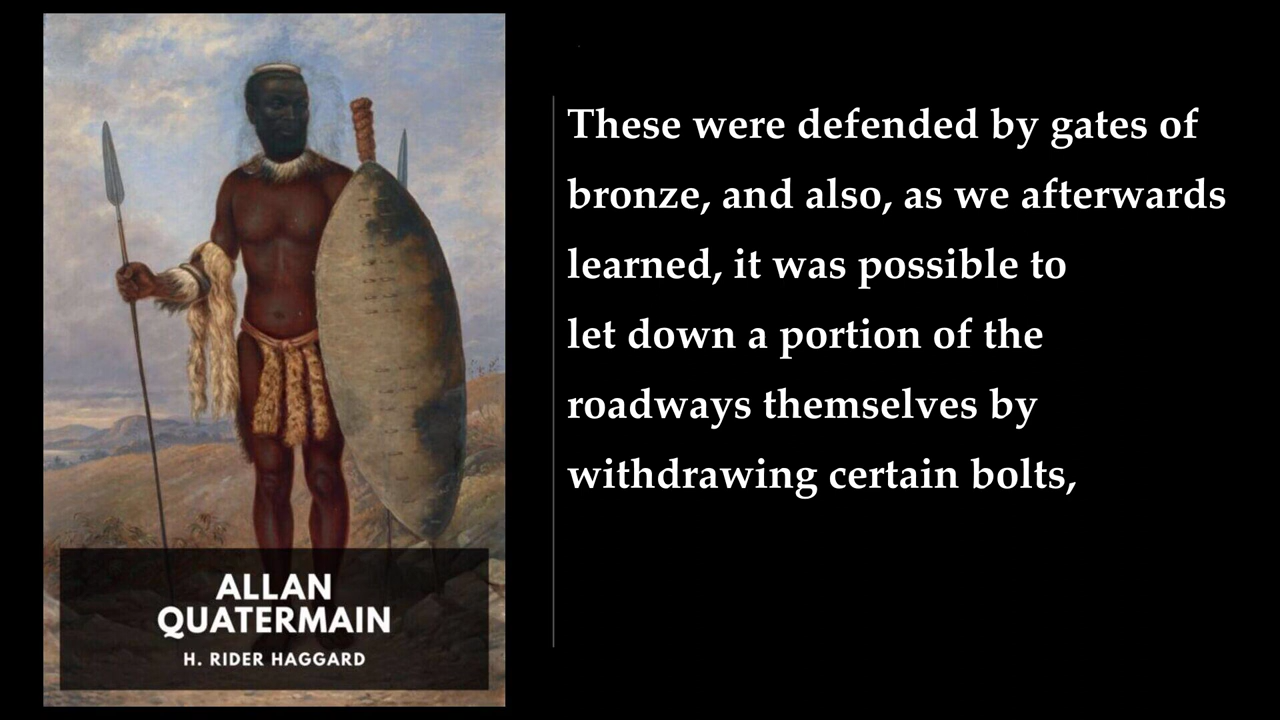 ALLAN
QUATERMAIN
H. RIDER HAGGARD
These were defended by gates of
bronze, and also, as we afterwards
learned, it was possible to
let down a portion of the
roadways themselves by
withdrawing certain bolts,